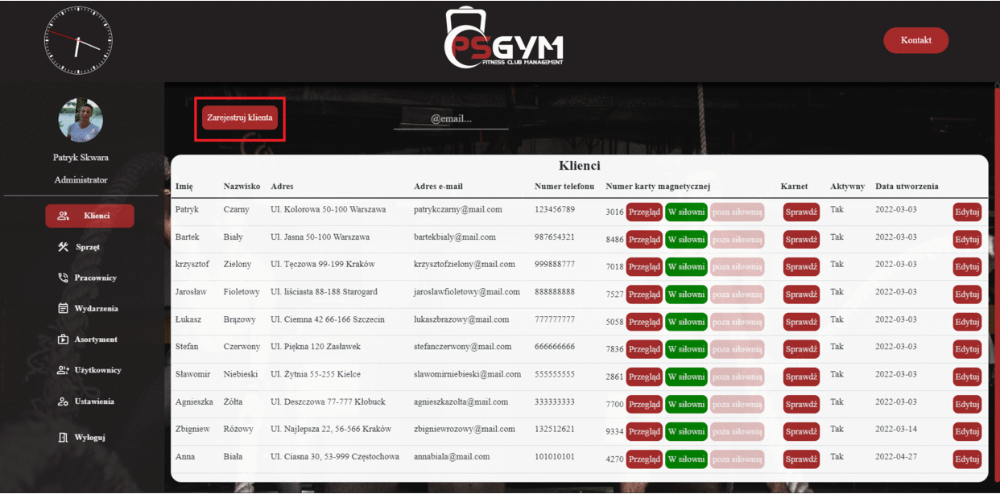 PSGYM
FITNESS CLUB MANAGEMENT
Kontakt
Patryk Skwara
Administrator
Klienci
Sprzęt
Pracownicy
Wydarzenia
Asortyment
Użytkownicy
Ustawienia
Wyloguj
Zarejestruj klienta
@email...
Klienci
Imię Nazwisko Adres Adres e-mail Numer telefonu Numer karty magnetycznej Karnet Aktywny Data utworzenia
Patryk Czarny Ul. Kolorowa 50-100 Warszawa patrykczarny@mail.com 123456789 3016 Przegląd W siłowni poza siłownią Sprawdź Tak 2022-03-03 Edytuj
Bartek Biały Ul. Jasna 50-100 Warszawa bartekbialy@mail.com 987654321 8486 Przegląd W siłowni poza siłownią Sprawdź Tak 2022-03-03 Edytuj
krzysztof Zielony Ul. Tęczowa 99-199 Kraków krzysztofzielony@mail.com 999888777 7018 Przegląd W siłowni poza siłownią Sprawdź Tak 2022-03-03 Edytuj
Jarosław Fioletowy Ul. liściasta 88-188 Starogard jaroslawfioletowy@mail.com 888888888 7527 Przegląd W siłowni poza siłownią Sprawdź Tak 2022-03-03 Edytuj
Łukasz Brązowy Ul. Ciemna 42 66-166 Szczecin lukaszbrazowy@mail.com 777777777 5058 Przegląd W siłowni poza siłownią Sprawdź Tak 2022-03-03 Edytuj
Stefan Czerwony Ul. Piękna 120 Zasławek stefanczerwony@mail.com 666666666 7836 Przegląd W siłowni poza siłownią Sprawdź Tak 2022-03-03 Edytuj
Sławomir Niebieski Ul. Żytnia 55-255 Kielce slawomirniebieski@mail.com 555555555 2861 Przegląd W siłowni poza siłownią Sprawdź Tak 2022-03-03 Edytuj
Agnieszka Żółta Ul. Deszczowa 77-777 Kłobuck agnieszkazolta@mail.com 333333333 7700 Przegląd W siłowni poza siłownią Sprawdź Tak 2022-03-03 Edytuj
Zbigniew Różowy Ul. Najlepsza 22, 56-566 Kraków zbigniewrozowy@mail.com 132512621 9334 Przegląd W siłowni poza siłownią Sprawdź Tak 2022-03-14 Edytuj
Anna Biała Ul. Ciasna 30, 53-999 Częstochowa annabiala@mail.com 101010101 4270 Przegląd W siłowni poza siłownią Sprawdź Tak 2022-04-27 Edytuj